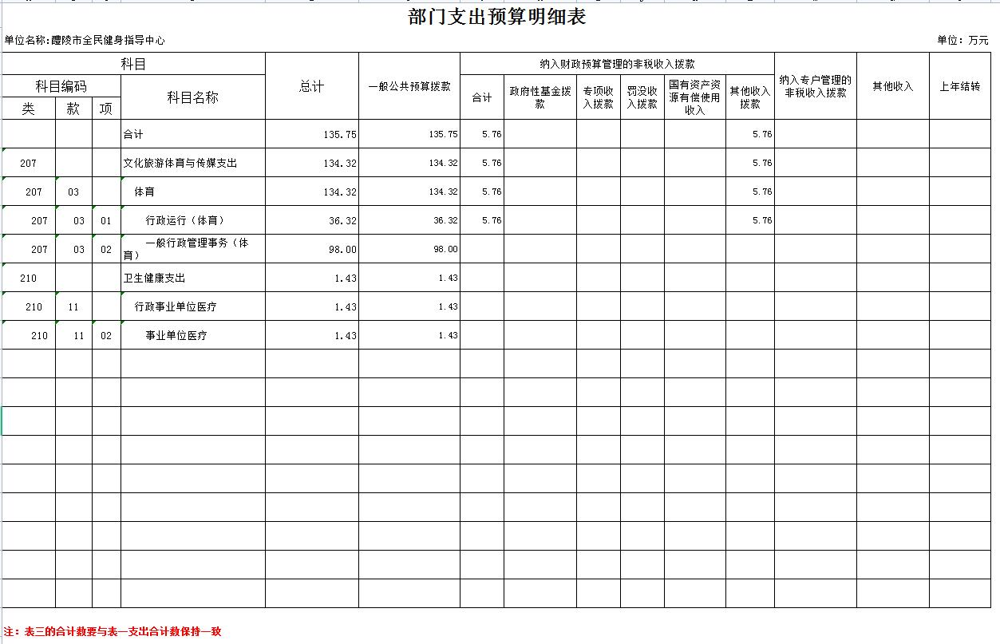 部门支出预算明细表
单位名称:醴陵市全民健身指导中心 单位：万元
科目 总计 一般公共预算拨款 纳入财政预算管理的非税收入拨款 纳入专户管理的非税收入拨款 其他收入 上年结转
科目编码 科目名称 合计 政府性基金拨款 专项收入拨款 罚没收入拨款 国有资产资源有偿使用收入 其他收入拨款
类 款 项
合计 135.75 135.75 5.76 5.76
207 文化旅游体育与传媒支出 134.32 134.32 5.76 5.76
207 03 体育 134.32 134.32 5.76 5.76
207 03 01 行政运行（体育） 36.32 36.32 5.76 5.76
207 03 02 一般行政管理事务（体育） 98.00 98.00
210 卫生健康支出 1.43 1.43
210 11 行政事业单位医疗 1.43 1.43
210 11 02 事业单位医疗 1.43 1.43
注：表三的合计数要与表一支出合计数保持一致